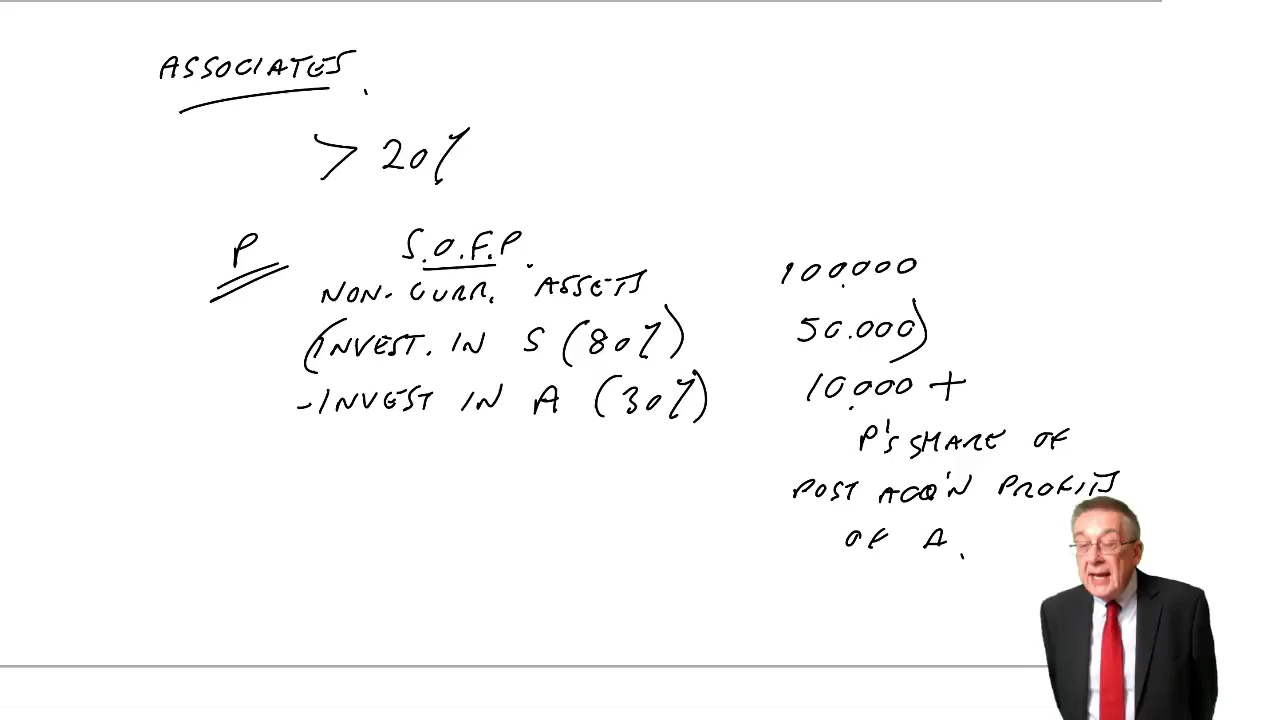 ASSOCIATES.
> 20%
P S.O.F.P.
NON-CURR. ASSETS 100,000
(INVEST. IN S (80%) 50,000)
- INVEST IN A (30%) 10,000 +
P'S SHARE OF
POST ACQ'N PROFITS
OF A.